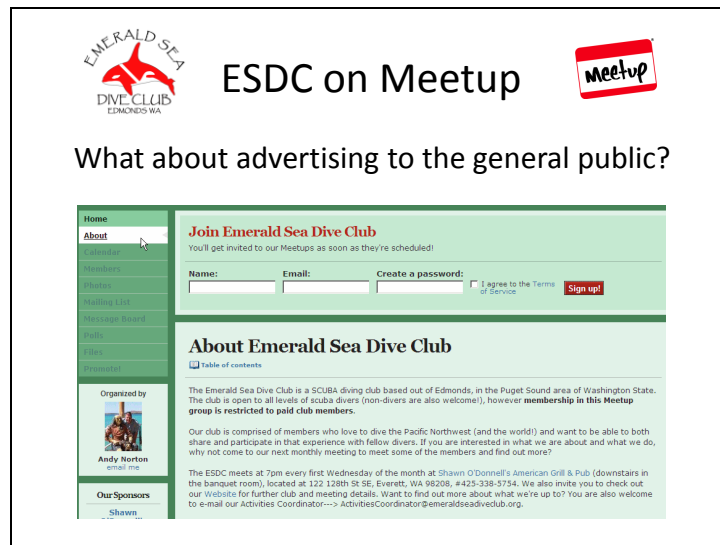 EMERALD SEA
DIVE CLUB
EDMONDS WA
ESDC on Meetup
Meetup
What about advertising to the general public?
Home
About
Calendar
Members
Photos
Mailing List
Message Board
Polls
Files
Promote!
Organized by
Andy Norton
email me
Our Sponsors
Shawn
Join Emerald Sea Dive Club
You'll get invited to our Meetups as soon as they're scheduled!
Name: Email: Create a password:
I agree to the Terms
of Service
Sign up!
About Emerald Sea Dive Club
Table of contents
The Emerald Sea Dive Club is a SCUBA diving club based out of Edmonds, in the Puget Sound area of Washington State.
The club is open to all levels of scuba divers (non-divers are also welcome!), however membership in this Meetup
group is restricted to paid club members.
Our club is comprised of members who love to dive the Pacific Northwest (and the world!) and want to be able to both
share and participate in that experience with fellow divers. If you are interested in what we are about and what we do,
why not come to our next monthly meeting to meet some of the members and find out more?
The ESDC meets at 7pm every first Wednesday of the month at Shawn O'Donnell's American Grill & Pub (downstairs in
the banquet room), located at 122 128th St SE, Everett, WA 98208, #425-338-5754. We also invite you to check out
our Website for further club and meeting details. Want to find out more about what we're up to? You are also welcome
to e-mail our Activities Coordinator---> ActivitiesCoordinator@emeraldseadiveclub.org.